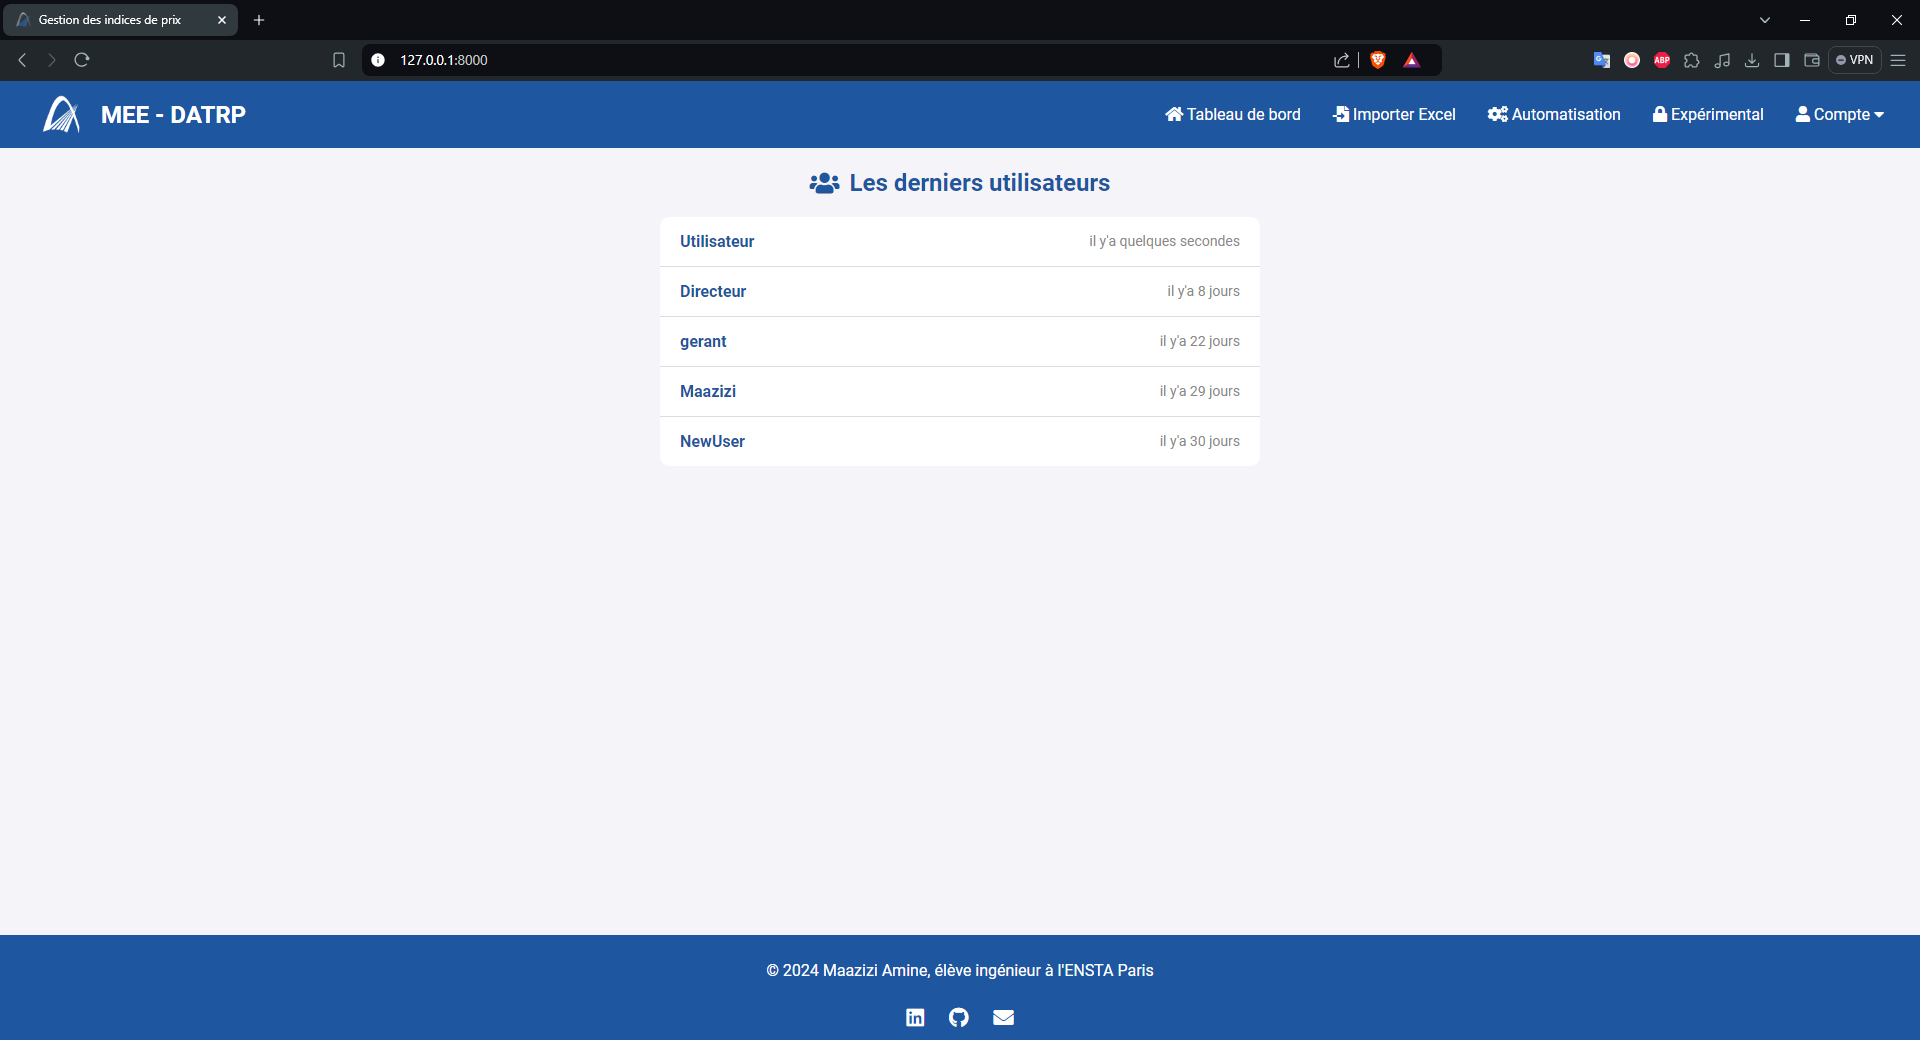 Gestion des indices de prix
127.0.0.1:8000
ABP
VPN
MEE - DATRP
Tableau de bord
Importer Excel
Automatisation
Expérimental
Compte
Les derniers utilisateurs
Utilisateur il y'a quelques secondes
Directeur il y'a 8 jours
gerant il y'a 22 jours
Maazizi il y'a 29 jours
NewUser il y'a 30 jours
© 2024 Maazizi Amine, élève ingénieur à l'ENSTA Paris
in